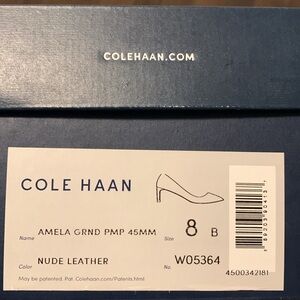 COLEHAAN.COM
COLE HAAN
Name AMELA GRND PMP 45MM Size 8 B
Color NUDE LEATHER No. W05364
May be patented. Pat. Colehaan.com/Patents.html
4500342181